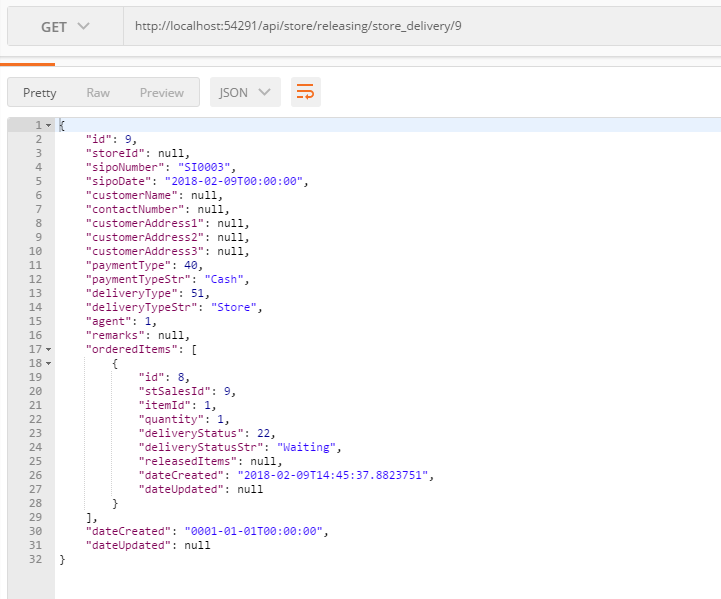 GET http://localhost:54291/api/store/releasing/store_delivery/9
Pretty Raw Preview JSON
1 {
2 "id": 9,
3 "storeId": null,
4 "sipoNumber": "SI0003",
5 "sipoDate": "2018-02-09T00:00:00",
6 "customerName": null,
7 "contactNumber": null,
8 "customerAddress1": null,
9 "customerAddress2": null,
10 "customerAddress3": null,
11 "paymentType": 40,
12 "paymentTypeStr": "Cash",
13 "deliveryType": 51,
14 "deliveryTypeStr": "Store",
15 "agent": 1,
16 "remarks": null,
17 "orderedItems": [
18 {
19 "id": 8,
20 "stSalesId": 9,
21 "itemId": 1,
22 "quantity": 1,
23 "deliveryStatus": 22,
24 "deliveryStatusStr": "Waiting",
25 "releasedItems": null,
26 "dateCreated": "2018-02-09T14:45:37.8823751",
27 "dateUpdated": null
28 }
29 ],
30 "dateCreated": "0001-01-01T00:00:00",
31 "dateUpdated": null
32 }